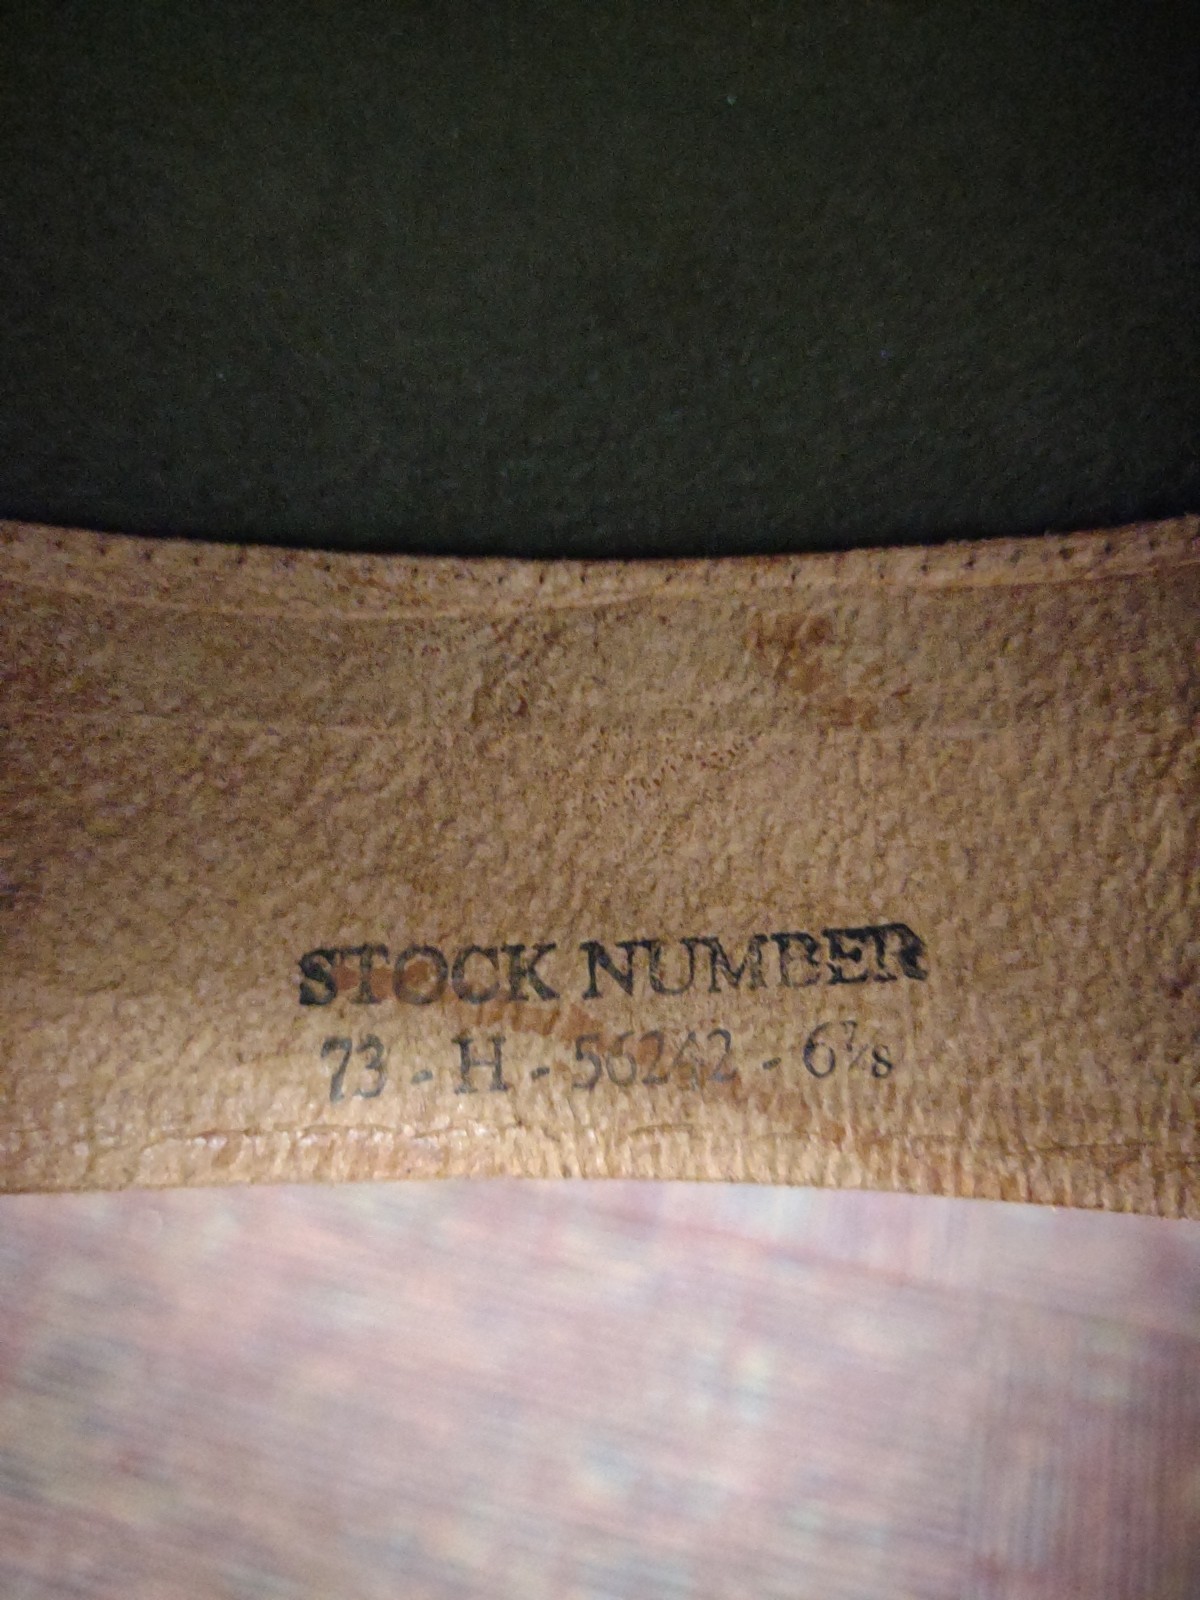 STOCK NUMBER
73 - H - 56242 - 6⅞